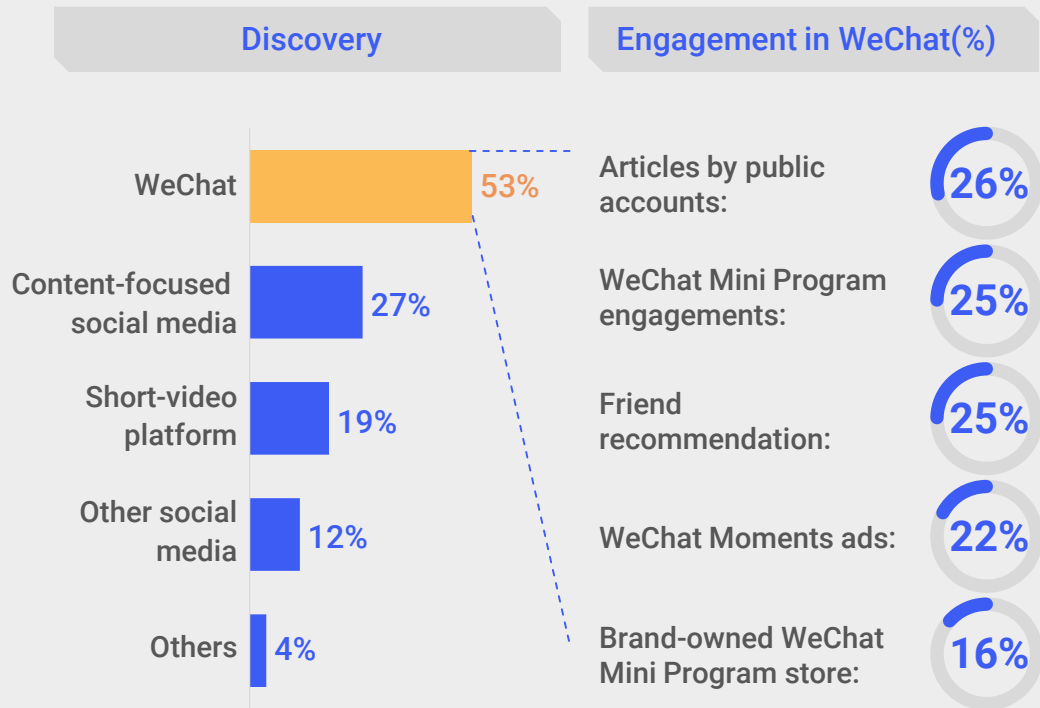 Discovery
Engagement in WeChat(%)
WeChat
53%
Content-focused
social media
27%
Short-video
platform
19%
Other social
media
12%
Others
4%
Articles by public
accounts:
26%
WeChat Mini Program
engagements:
25%
Friend
recommendation:
25%
WeChat Moments ads:
22%
Brand-owned WeChat
Mini Program store:
16%